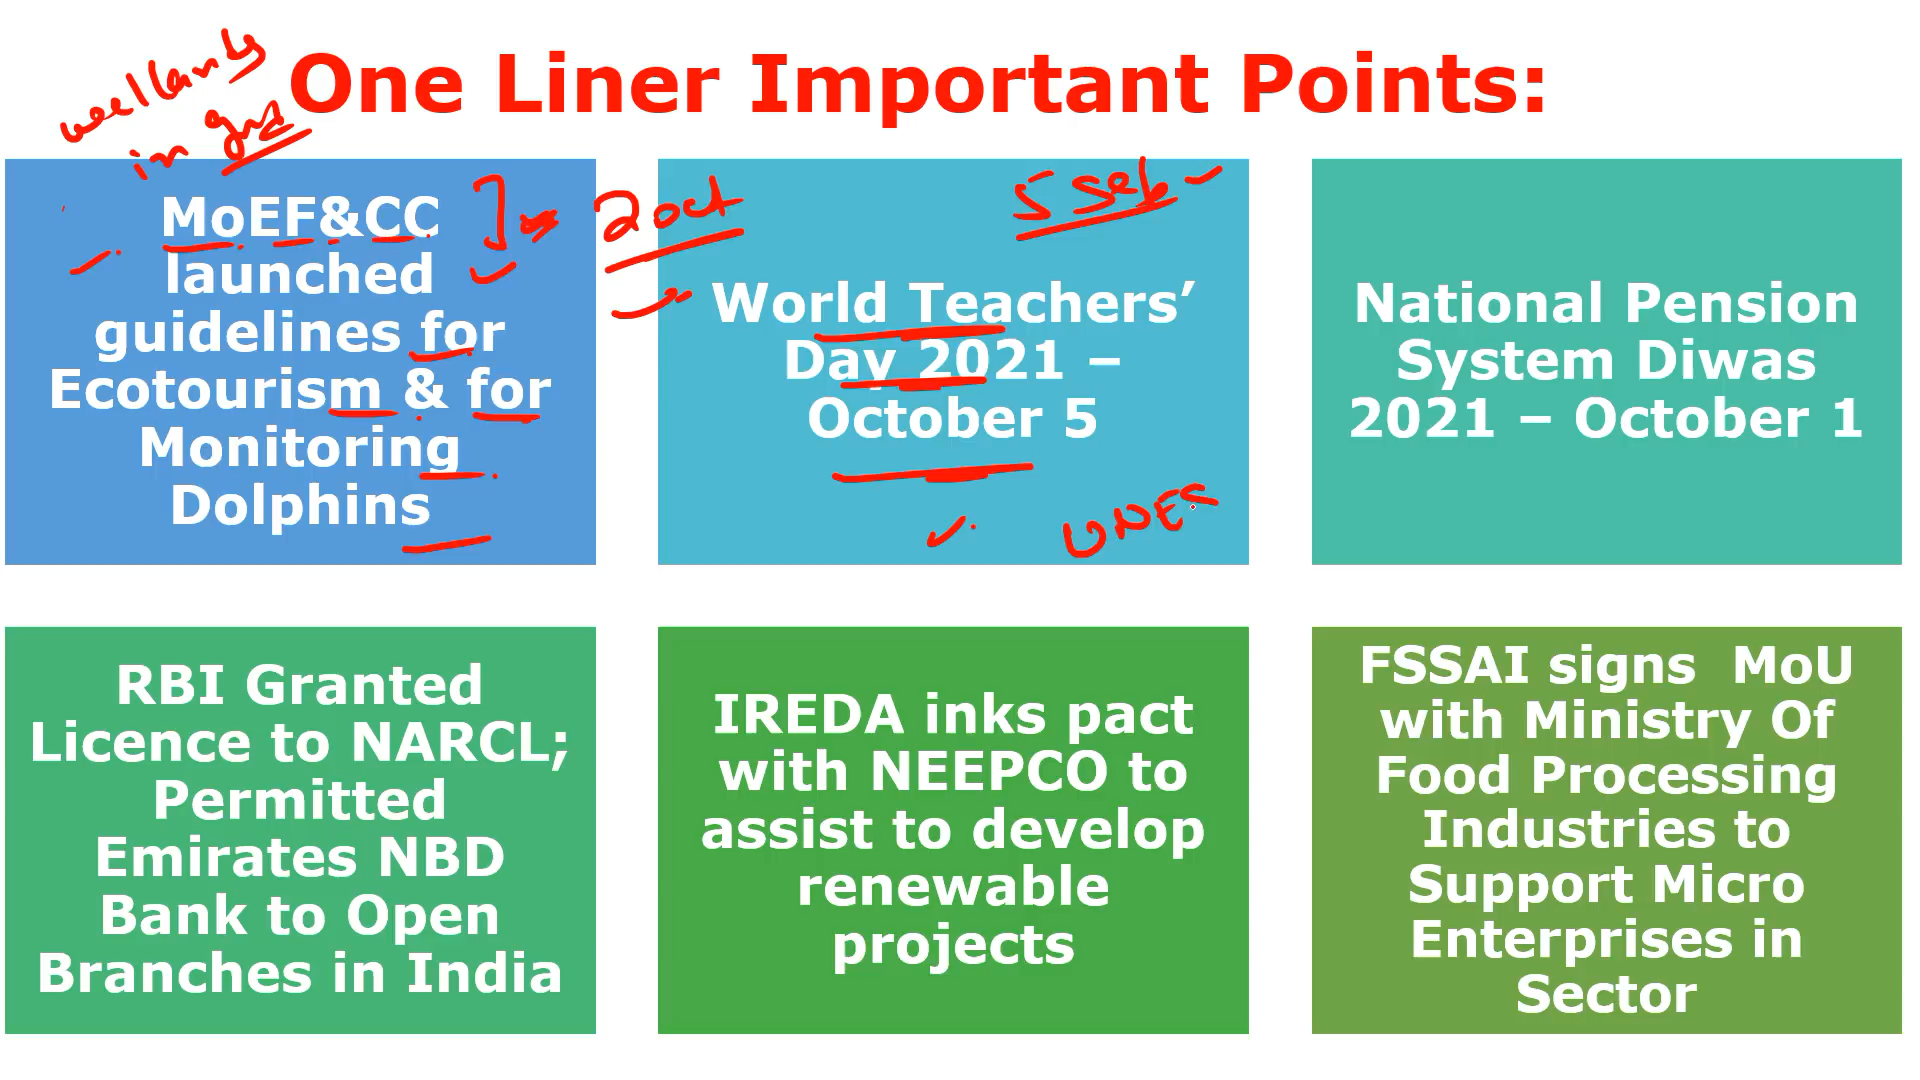 One Liner Important Points:
wellands
in
MoEF&CC
launched
guidelines for
Ecotourism & for
Monitoring
Dolphins
2 oct
5 Seb
World Teachers’
Day 2021 –
October 5
UNES
National Pension
System Diwas
2021 – October 1
RBI Granted
Licence to NARCL;
Permitted
Emirates NBD
Bank to Open
Branches in India
IREDA inks pact
with NEEPCO to
assist to develop
renewable
projects
FSSAI signs MoU
with Ministry Of
Food Processing
Industries to
Support Micro
Enterprises in
Sector